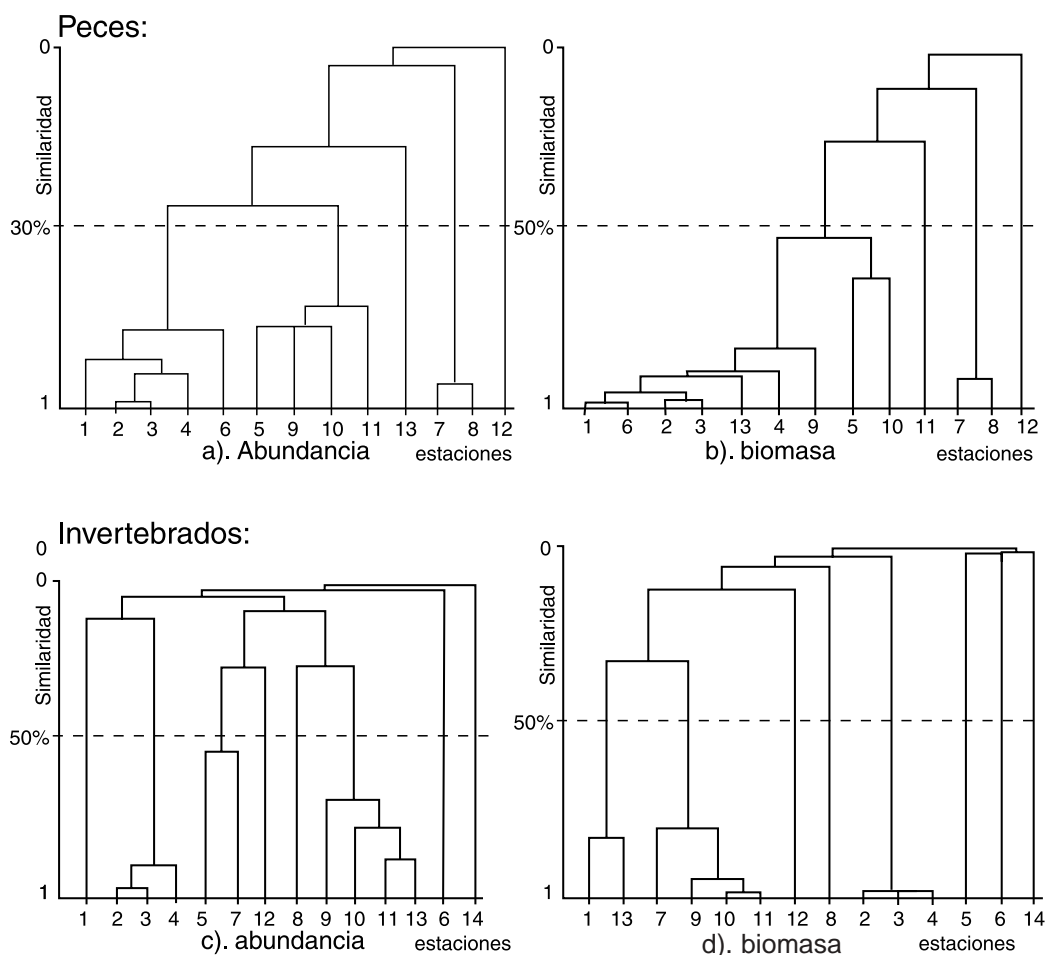 Peces:
0
Similaridad
30%
1
1 2 3 4 6 5 9 10 11 13 7 8 12
a). Abundancia estaciones
0
Similaridad
50%
1
1 6 2 3 13 4 9 5 10 11 7 8 12
b). biomasa estaciones
Invertebrados:
0
0
Similaridad
50%
1
1 2 3 4 5 7 12 8 9 10 11 13 6 14
c). abundancia estaciones
0
Similaridad
50%
1
1 13 7 9 10 11 12 8 2 3 4 5 6 14
d). biomasa estaciones